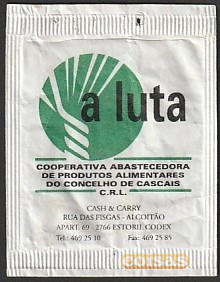 a luta
COOPERATIVA ABASTECEDORA
DE PRODUTOS ALIMENTARES
DO CONCELHO DE CASCAIS
C.R.L.
CASH & CARRY
RUA DAS FISGAS - ALCOITÃO
APART. 69 - 2766 ESTORIL CODEX
Tel.: 469 25 10 Fax: 469 25 85
coisas